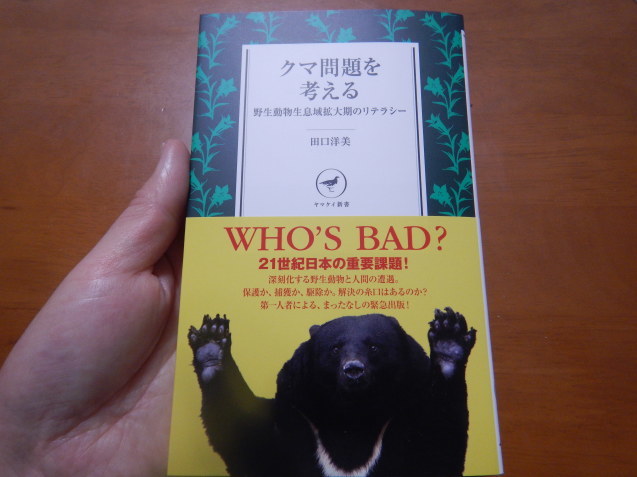 クマ問題を
考える
野生動物生息域拡大期のリテラシー
田口洋美
ヤマケイ新書
WHO'S BAD?
21世紀日本の重要課題!
深刻化する野生動物と人間の遭遇。
保護か、捕獲か、駆除か。解決の糸口はあるのか?
第一人者による、まったなしの緊急出版!